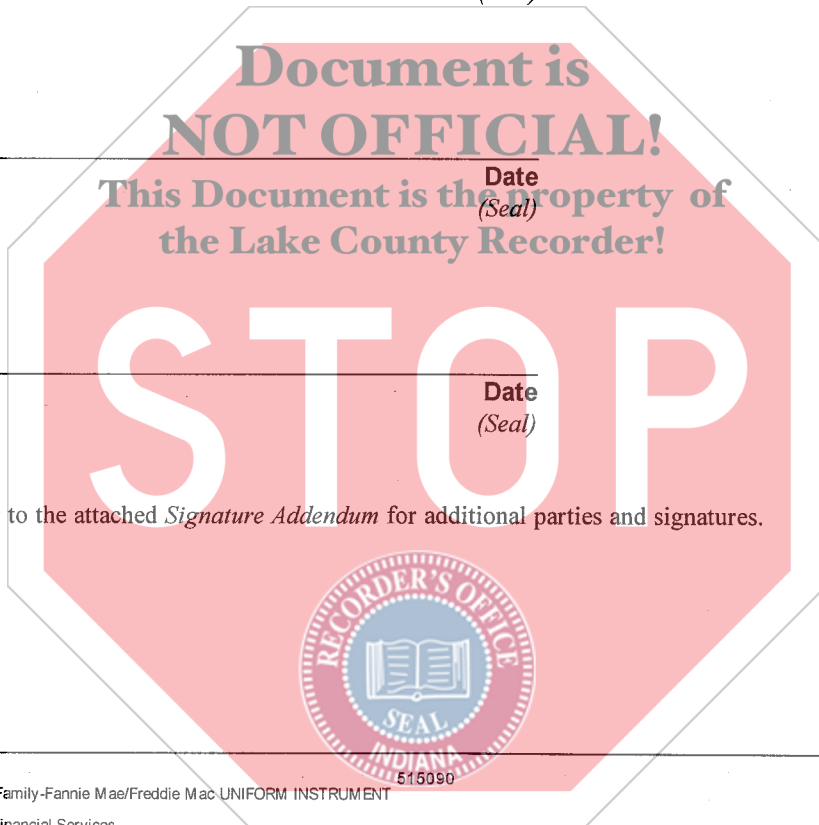 Document is
NOT OFFICIAL!
Date
This Document is the property of
(Seal)
the Lake County Recorder!
STOP
Date
(Seal)
to the attached Signature Addendum for additional parties and signatures.
RECORDER'S OFFICE
SEAL
INDIANA
515090
Family-Fannie Mae/Freddie Mac UNIFORM INSTRUMENT
Financial Services